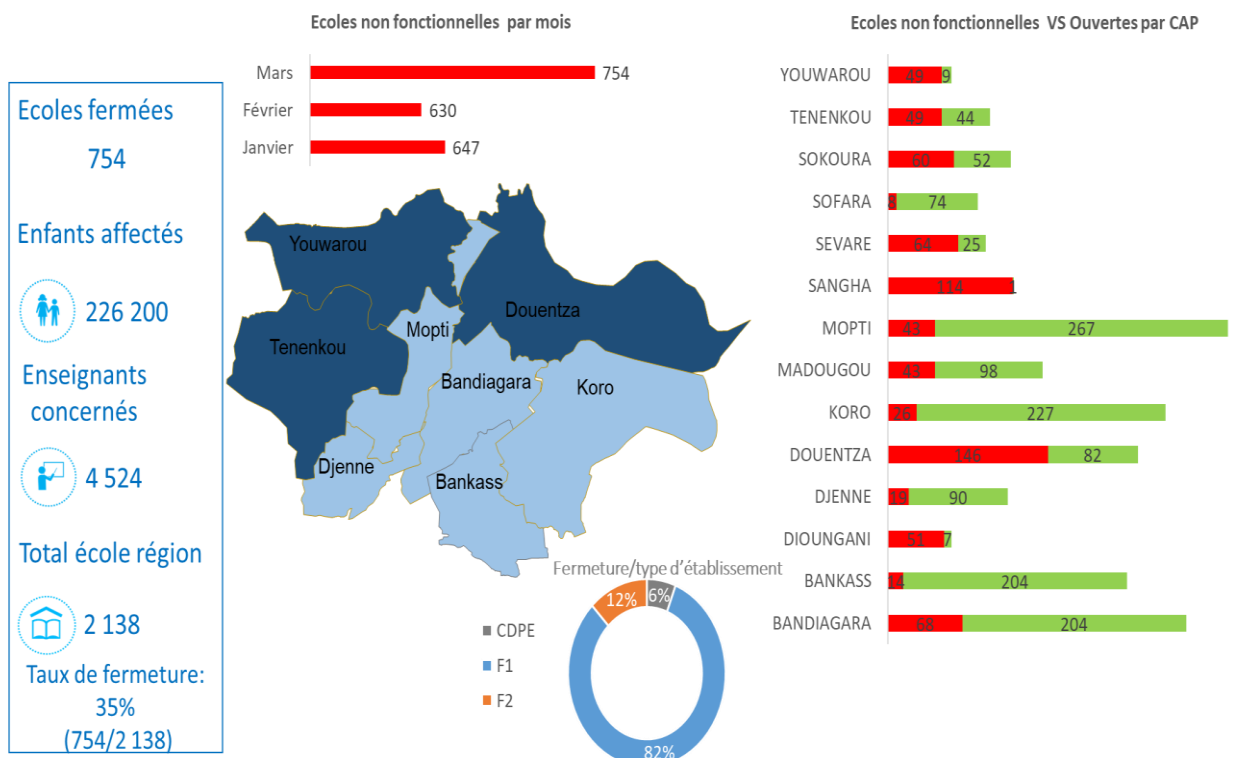 Ecoles non fonctionnelles par mois
Mars 754
Février 630
Janvier 647
Ecoles fermées
754
Enfants affectés
226 200
Enseignants
concernés
4 524
Total école région
2 138
Taux de fermeture:
35%
(754/2 138)
Youwarou
Douentza
Mopti
Tenenkou
Bandiagara
Koro
Djenne
Bankass
Fermeture/type d'établissement
12% 6%
CDPE
F1
F2
82%
Ecoles non fonctionnelles VS Ouvertes par CAP
YOUWAROU 49 9
TENENKOU 49 44
SOKOURA 60 52
SOFARA 8 74
SEVARE 64 25
SANGHA 114 1
MOPTI 43 267
MADOUGOU 43 98
KORO 26 227
DOUENTZA 146 82
DJENNE 19 90
DIOUNGANI 51 7
BANKASS 14 204
BANDIAGARA 68 204